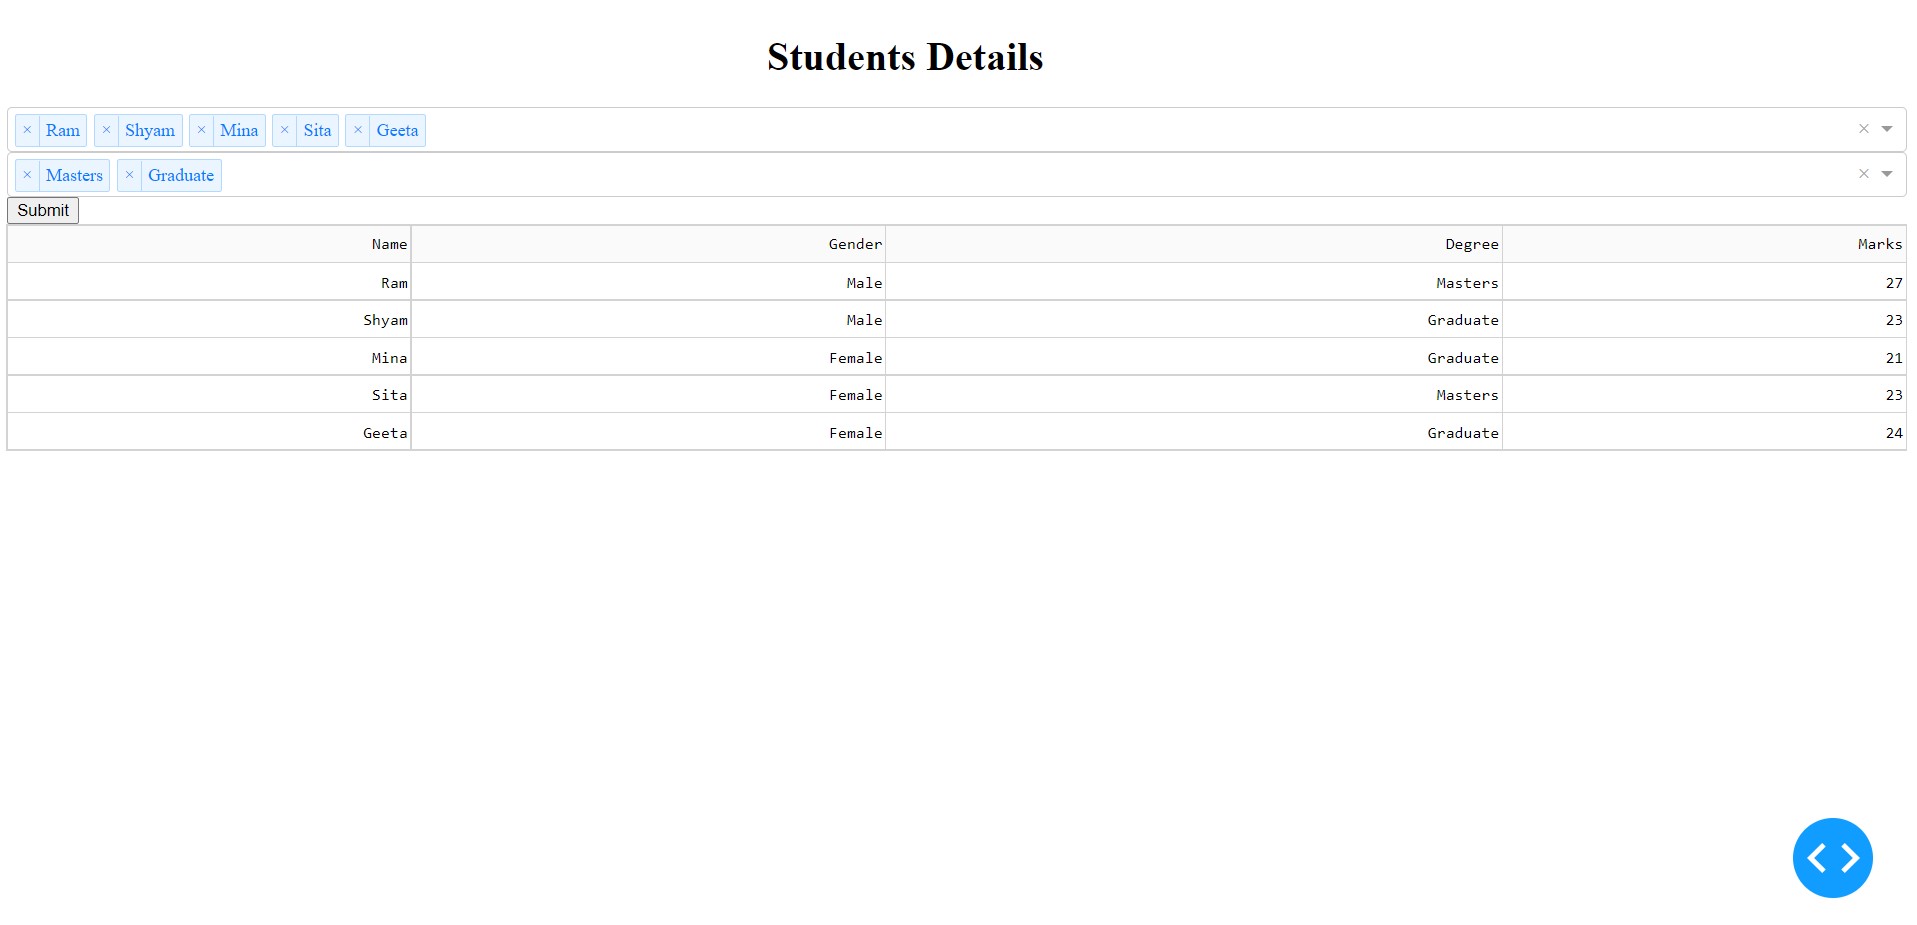 Students Details
× Ram × Shyam × Mina × Sita × Geeta ×
× Masters × Graduate ×
Submit
Name Gender Degree Marks
Ram Male Masters 27
Shyam Male Graduate 23
Mina Female Graduate 21
Sita Female Masters 23
Geeta Female Graduate 24